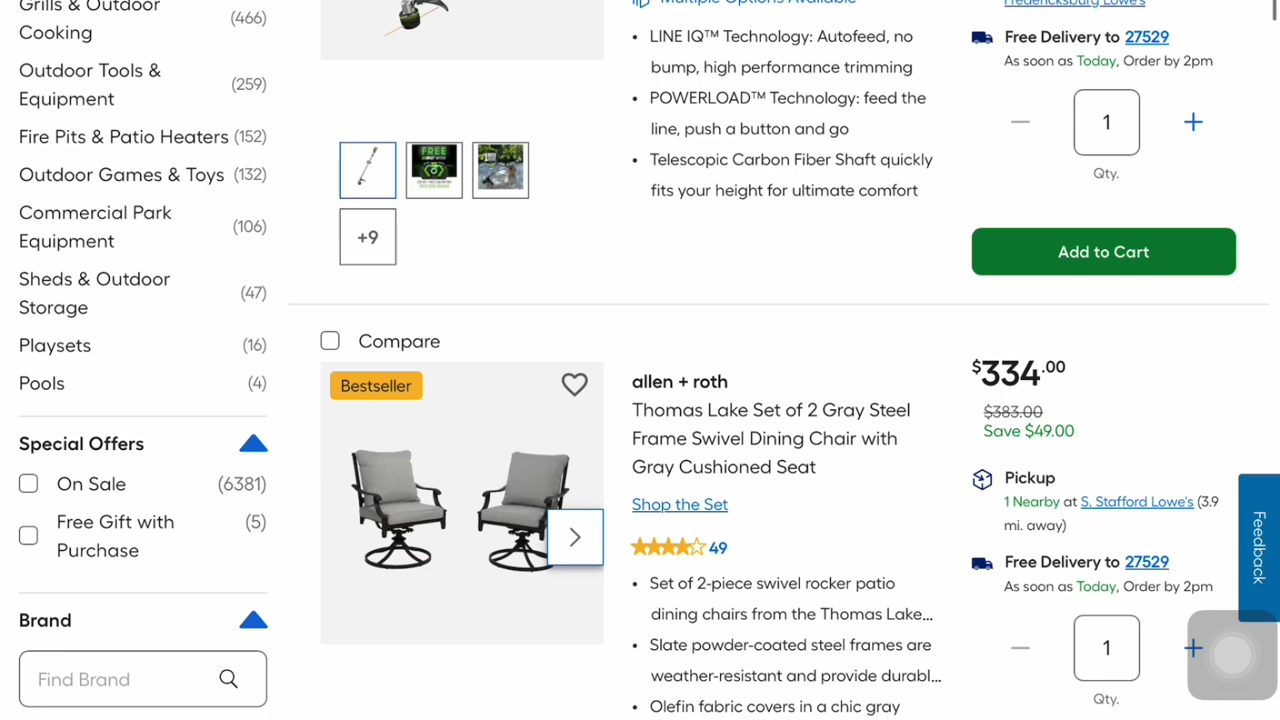 Grills & Outdoor
Cooking
(466)
Outdoor Tools &
Equipment
(259)
Fire Pits & Patio Heaters (152)
Outdoor Games & Toys (132)
Commercial Park
Equipment
(106)
Sheds & Outdoor
Storage
(47)
Playsets (16)
Pools (4)
Special Offers
On Sale (6381)
Free Gift with
Purchase
(5)
Brand
Find Brand
FREE
+9
Multiple Options Available
• LINE IQ™ Technology: Autofeed, no
bump, high performance trimming
• POWERLOAD™ Technology: feed the
line, push a button and go
• Telescopic Carbon Fiber Shaft quickly
fits your height for ultimate comfort
Fredericksburg Lowe's
Free Delivery to 27529
As soon as Today, Order by 2pm
1
Qty.
Add to Cart
Compare
Bestseller
allen + roth
Thomas Lake Set of 2 Gray Steel
Frame Swivel Dining Chair with
Gray Cushioned Seat
Shop the Set
49
• Set of 2-piece swivel rocker patio
dining chairs from the Thomas Lake...
• Slate powder-coated steel frames are
weather-resistant and provide durabl...
• Olefin fabric covers in a chic gray
$334.00
$383.00
Save $49.00
Pickup
1 Nearby at S. Stafford Lowe's (3.9
mi. away)
Free Delivery to 27529
As soon as Today, Order by 2pm
1
Qty.
Feedback